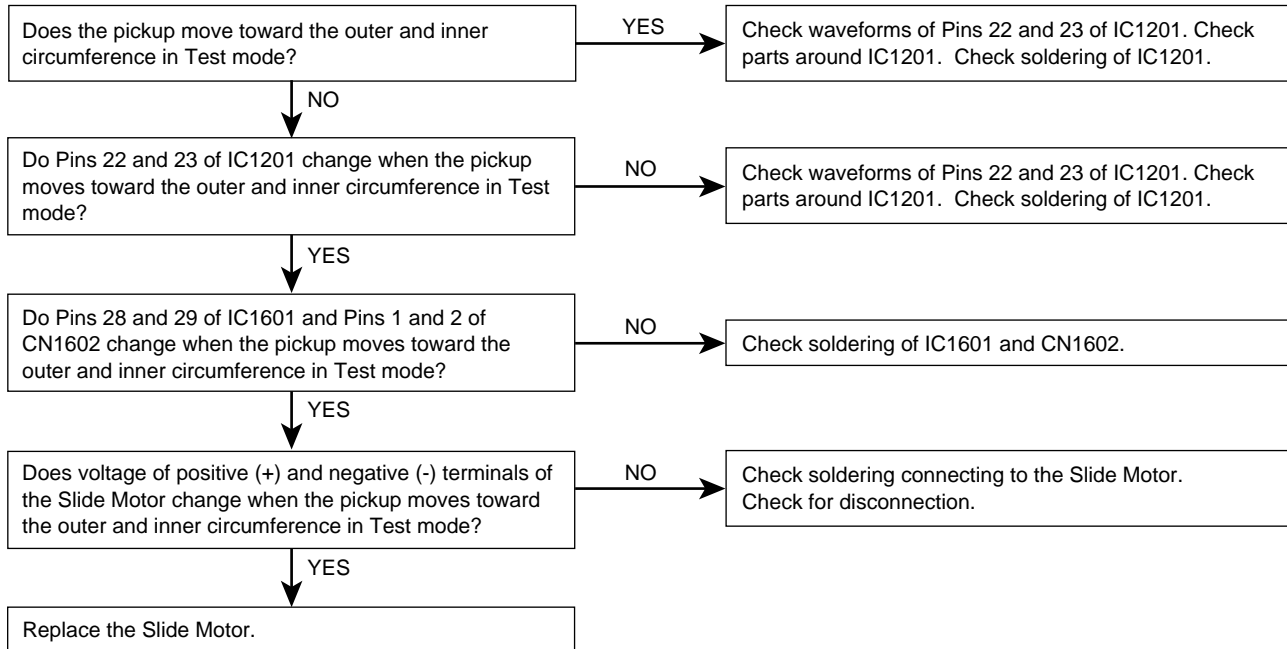 Does the pickup move toward the outer and inner
circumference in Test mode?
YES
Check waveforms of Pins 22 and 23 of IC1201. Check
parts around IC1201.  Check soldering of IC1201.
NO
Do Pins 22 and 23 of IC1201 change when the pickup
moves toward the outer and inner circumference in Test
mode?
NO
Check waveforms of Pins 22 and 23 of IC1201. Check
parts around IC1201.  Check soldering of IC1201.
YES
Do Pins 28 and 29 of IC1601 and Pins 1 and 2 of
CN1602 change when the pickup moves toward the
outer and inner circumference in Test mode?
NO
Check soldering of IC1601 and CN1602.
YES
Does voltage of positive (+) and negative (-) terminals of
the Slide Motor change when the pickup moves toward
the outer and inner circumference in Test mode?
NO
Check soldering connecting to the Slide Motor.
Check for disconnection.
YES
Replace the Slide Motor.